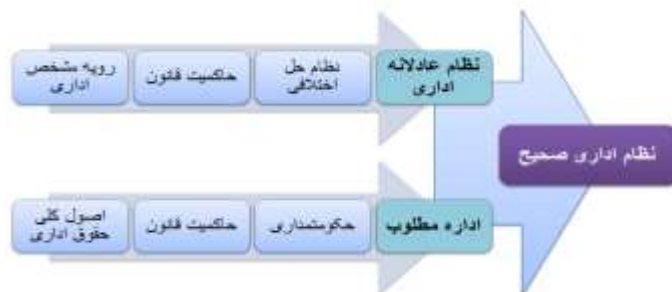 نظام عادلانه
اداری
نظام حل
اختلافی
حاکمیت قانون
رویه مشخص
اداری
نظام اداری صحیح
اداره مطلوب
حکومتداری
حاکمیت قانون
اصول کلی
حقوق اداری